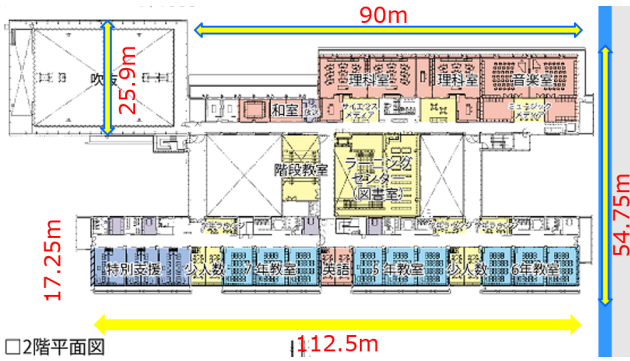 90m
25.9m
吹抜
理科室
理科室
音楽室
和室
サイエンス
メディア
ミュージック
メディア
階段教室
ラーニング
センター
(図書室)
54.75m
17.25m
特別支援
少人数
7年教室
英語
5年教室
少人数
6年教室
112.5m
□2階平面図